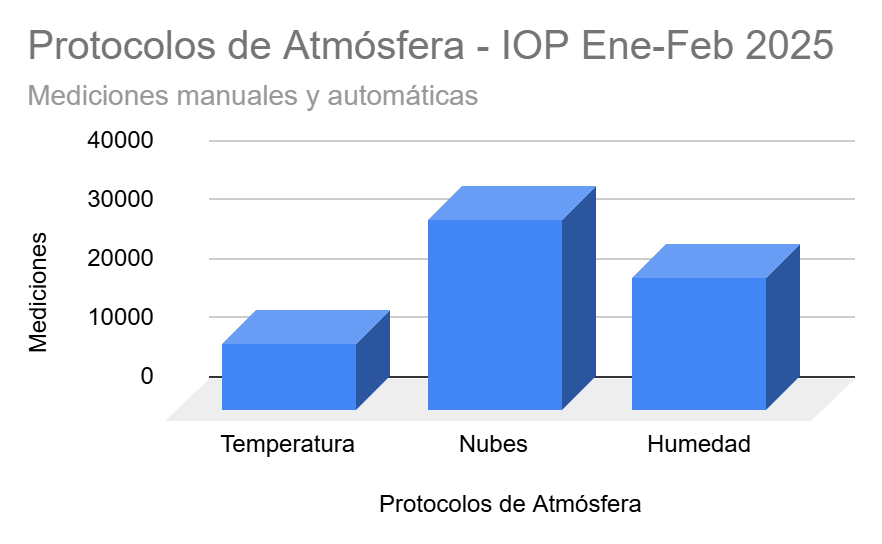 Protocolos de Atmósfera - IOP Ene-Feb 2025
Mediciones manuales y automáticas
40000
30000
20000
10000
0
Mediciones
Temperatura
Nubes
Humedad
Protocolos de Atmósfera